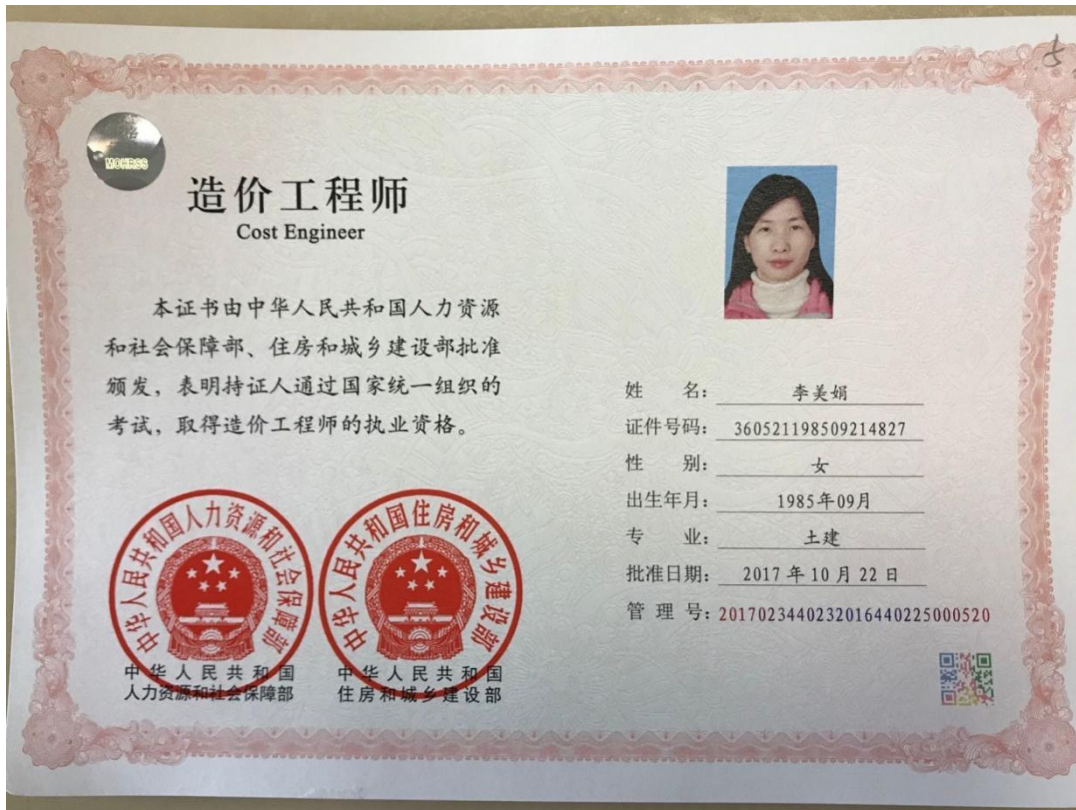 MOHRSS
造价工程师
Cost Engineer
本证书由中华人民共和国人力资源
和社会保障部、住房和城乡建设部批准
颁发，表明持证人通过国家统一组织的
考试，取得造价工程师的执业资格。
中华人民共和国人力资源和社会保障部
中华人民共和国住房和城乡建设部
中华人民共和国
人力资源和社会保障部
中华人民共和国
住房和城乡建设部
姓 名：李美娟
证件号码：360521198509214827
性 别：女
出生年月：1985年09月
专 业：土建
批准日期：2017年10月22日
管 理 号：2017023440232016440225000520